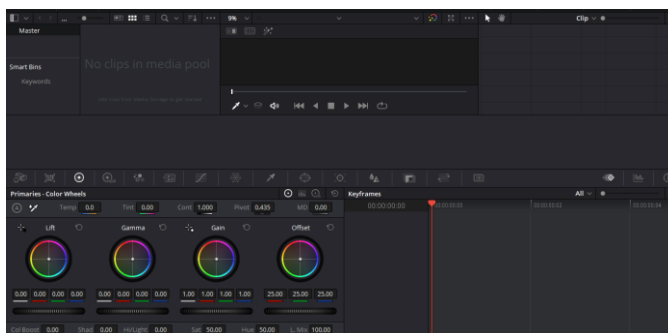 9%
Clip
Master
No clips in media pool
Smart Bins
Keywords
Primaries - Color Wheels
Keyframes
All
Temp 0.0 Tint 0.00 Cont 1.000 Pivot 0.435 MD 0.00
00:00:00:00
Lift Gamma Gain Offset
0.00 0.00 0.00 0.00 0.00 0.00 0.00 0.00 1.00 1.00 1.00 1.00 25.00 25.00 25.00
Col Boost 0.00 Shad 0.00 Hi/Light 0.00 Sat 50.00 Hue 50.00 L. Mix 100.00